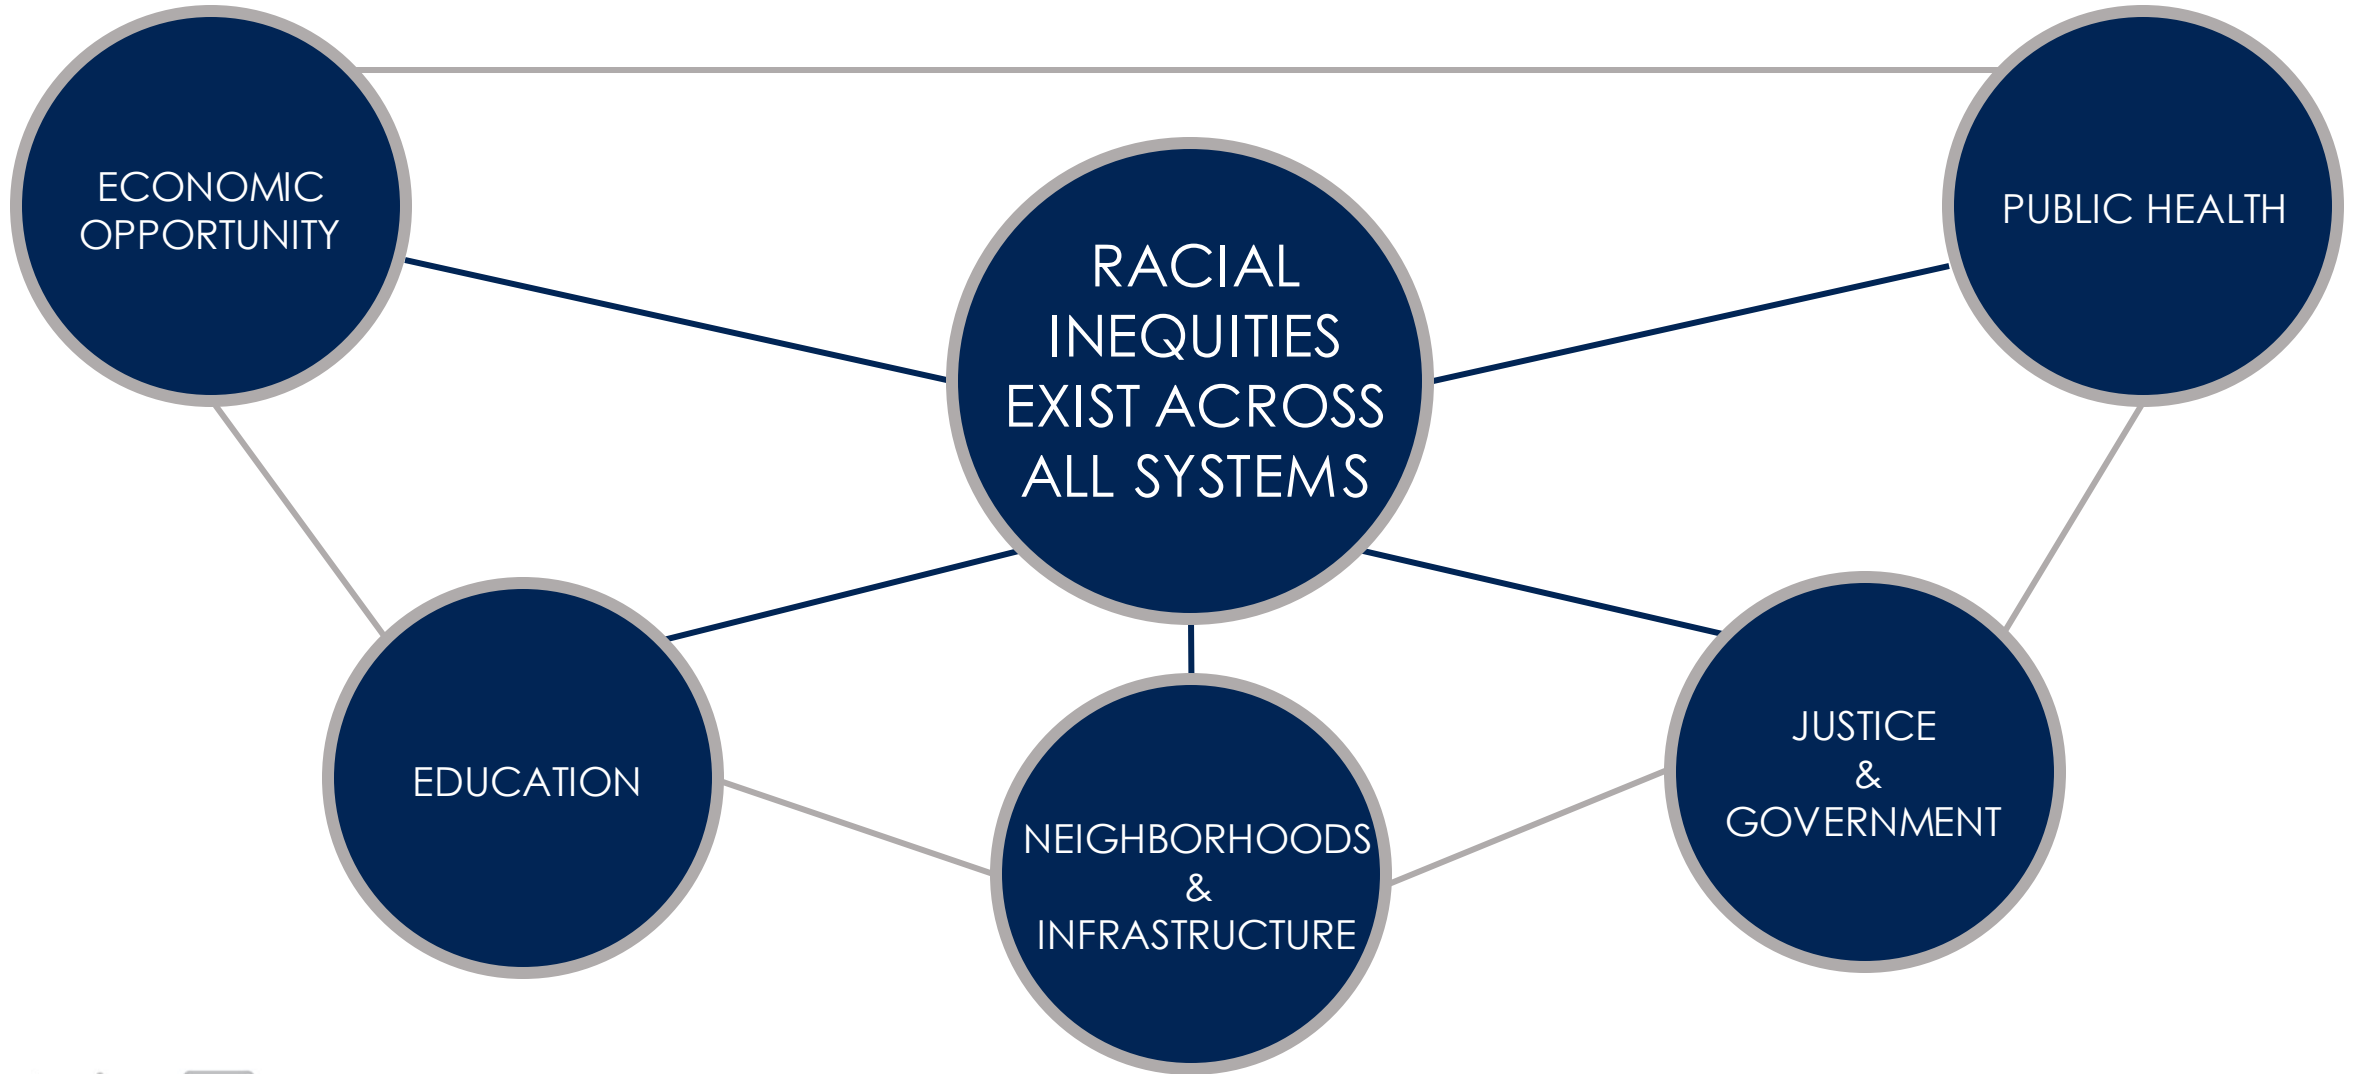 ECONOMIC
OPPORTUNITY
PUBLIC HEALTH
RACIAL
INEQUITIES
EXIST ACROSS
ALL SYSTEMS
EDUCATION
NEIGHBORHOODS
&
INFRASTRUCTURE
JUSTICE
&
GOVERNMENT